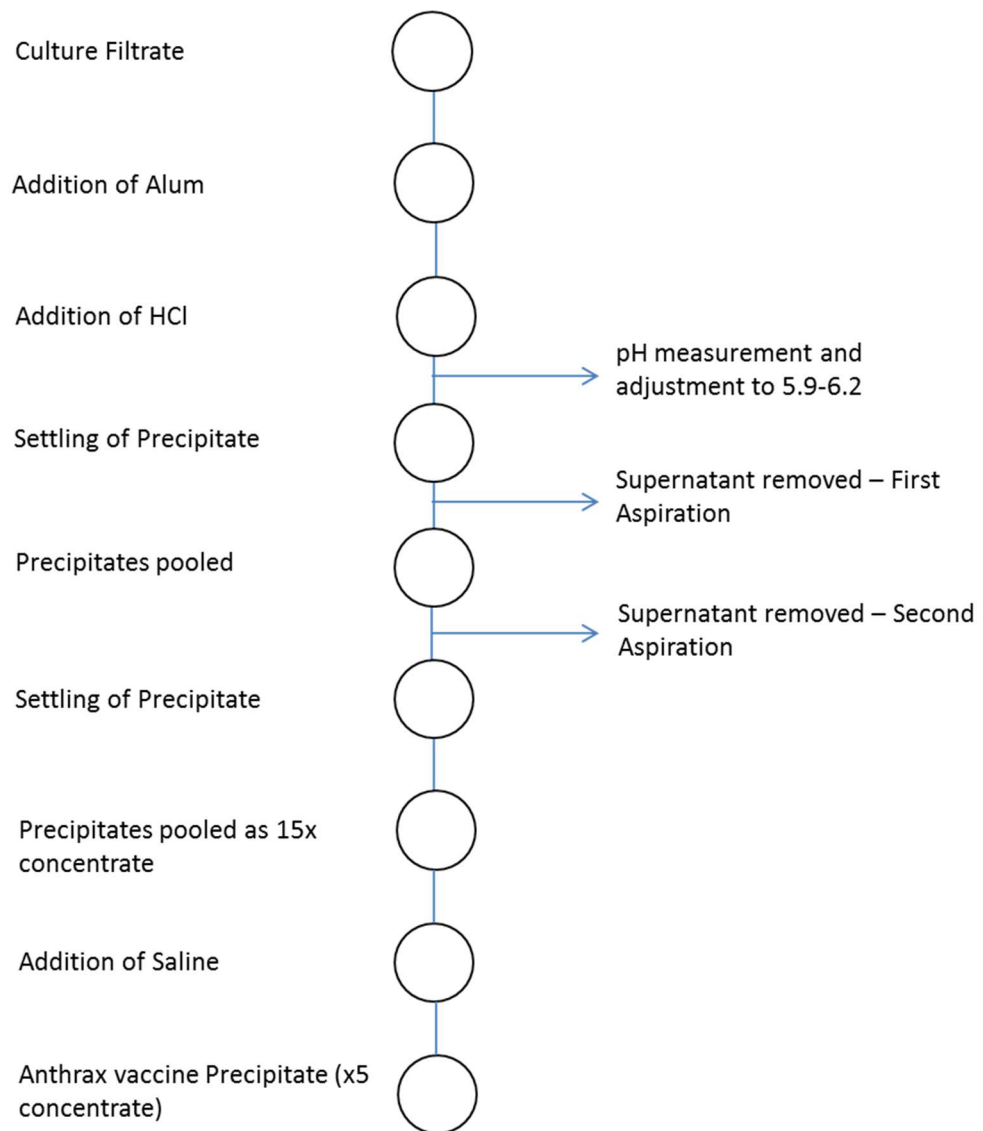 Culture Filtrate
Addition of Alum
Addition of HCl
pH measurement and
adjustment to 5.9-6.2
Settling of Precipitate
Supernatant removed – First
Aspiration
Precipitates pooled
Supernatant removed – Second
Aspiration
Settling of Precipitate
Precipitates pooled as 15x
concentrate
Addition of Saline
Anthrax vaccine Precipitate (x5
concentrate)